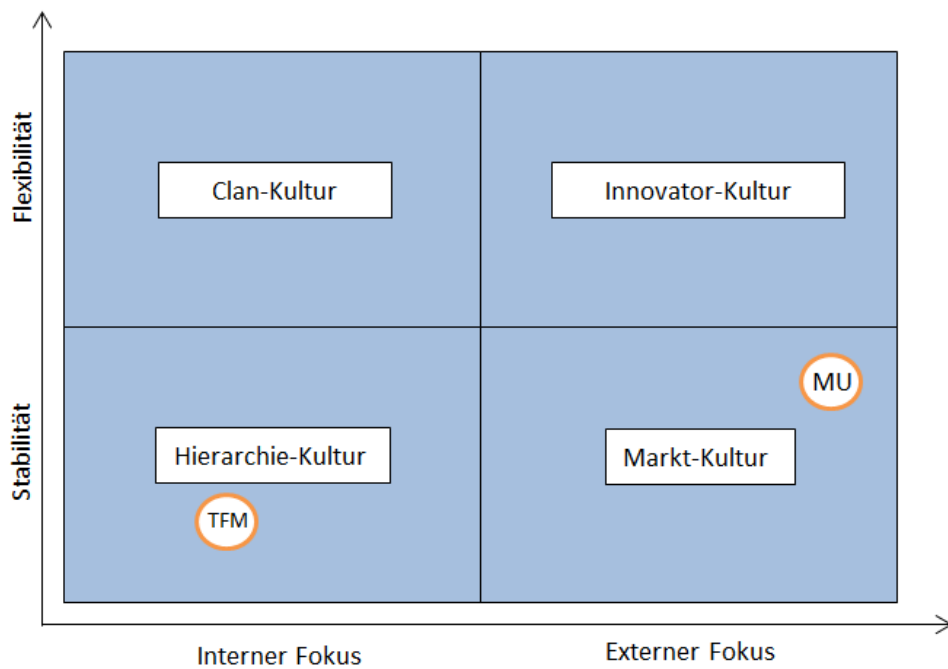 Flexibilität
Clan-Kultur
Innovator-Kultur
MU
Stabilität
Hierarchie-Kultur
Markt-Kultur
TFM
Interner Fokus
Externer Fokus